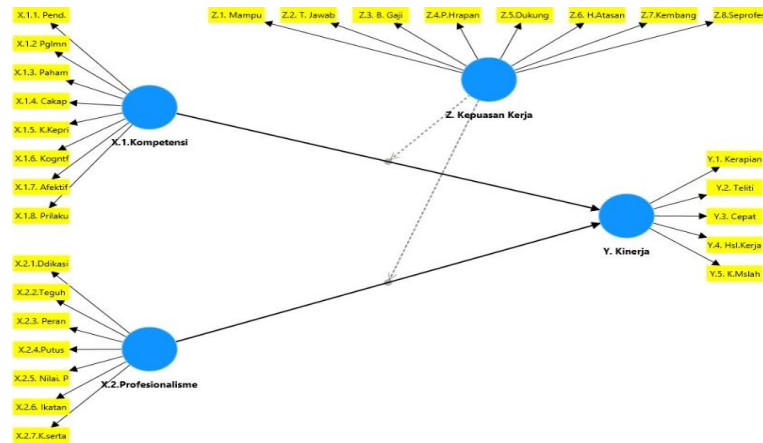 X.1.1. Pend.
X.1.2 Pglmn
X.1.3. Paham
X.1.4. Cakap
X.1.5. K.Kepri
X.1.6. Kogntf
X.1.7. Afektif
X.1.8. Prilaku
X.1.Kompetensi
Z.1. Mampu
Z.2. T. Jawab
Z.3. B. Gaji
Z.4.P.Hrapan
Z.5.Dukung
Z.6. H.Atasan
Z.7.Kembang
Z.8.Seprofes
Z. Kepuasan Kerja
Y.1. Kerapian
Y.2. Teliti
Y.3. Cepat
Y.4. Hsl.Kerja
Y.5. K.Mslah
Y. Kinerja
X.2.1.Ddikasi
X.2.2.Teguh
X.2.3. Peran
X.2.4.Putus
X.2.5. Nilai. P
X.2.6. Ikatan
X.2.7.K.serta
X.2.Profesionalisme